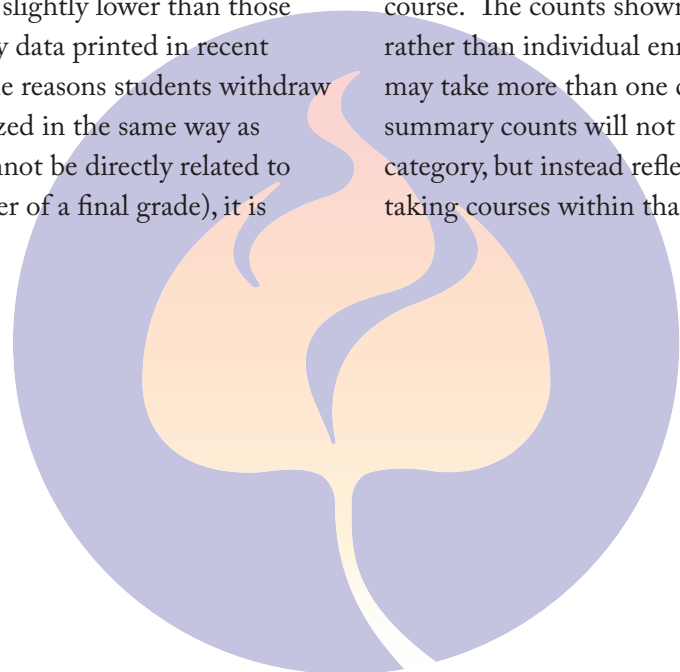 slightly lower than those
y data printed in recent
e reasons students withdraw
zed in the same way as
nnot be directly related to
er of a final grade), it is
course. The counts shown
rather than individual enr
may take more than one c
summary counts will not
category, but instead refle
taking courses within tha